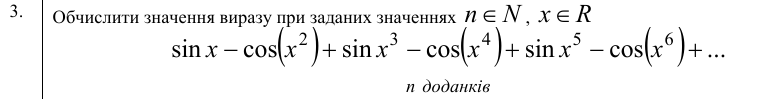 3. Обчислити значення виразу при заданих значеннях n ∈ N , x ∈ R
sin x − cos(x²) + sin x³ − cos(x⁴) + sin x⁵ − cos(x⁶) + ...
n доданків